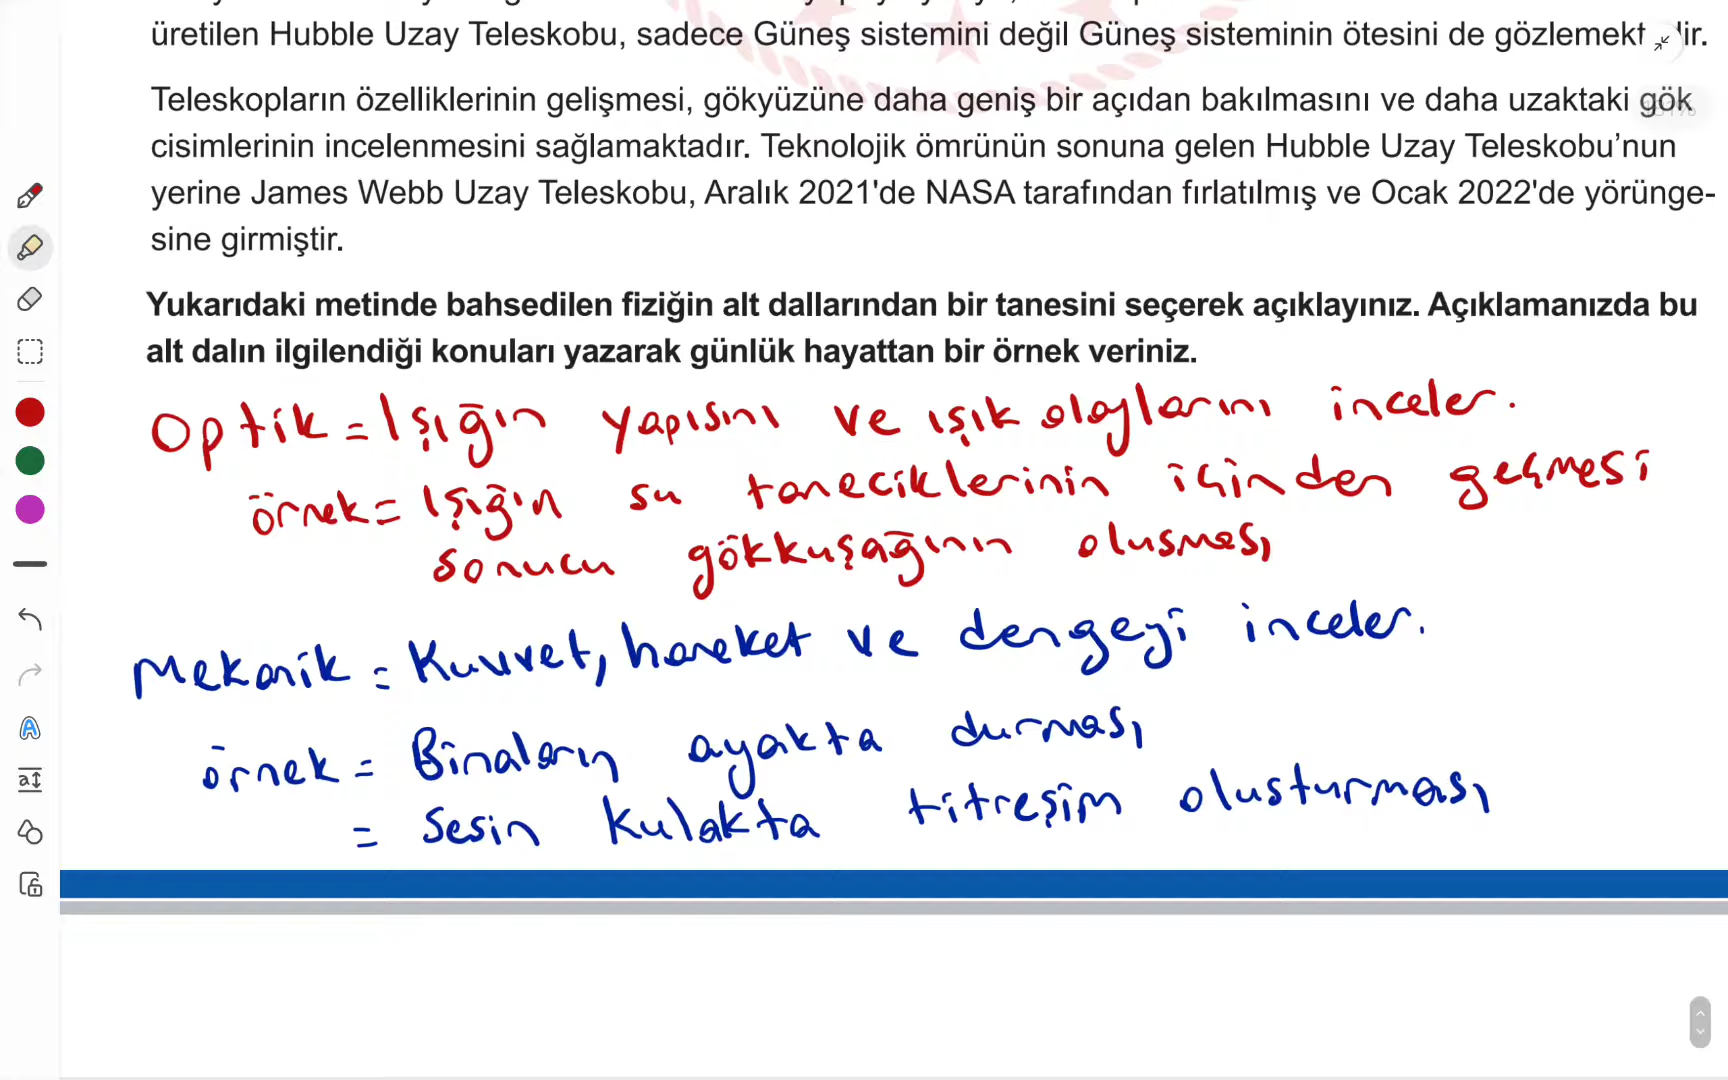 üretilen Hubble Uzay Teleskobu, sadece Güneş sistemini değil Güneş sisteminin ötesini de
Teleskopların özelliklerinin gelişmesi, gökyüzüne daha geniş bir açıdan bakılmasını ve daha uzaktaki gök
cisimlerinin incelenmesini sağlamaktadır. Teknolojik ömrünün sonuna gelen Hubble Uzay Teleskobu’nun
yerine James Webb Uzay Teleskobu, Aralık 2021'de NASA tarafından fırlatılmış ve Ocak 2022'de yörünge-
sine girmiştir.
Yukarıdaki metinde bahsedilen fiziğin alt dallarından bir tanesini seçerek açıklayınız. Açıklamanızda bu
alt dalın ilgilendiği konuları yazarak günlük hayattan bir örnek veriniz.
Optik = Işığın yapısını ve ışık olaylarını inceler.
örnek = Işığın su taneciklerinin içinden geçmesi
sonucu gökkuşağının oluşması
Mekanik = Kuvvet, hareket ve dengeyi inceler.
örnek = Binaların ayakta durması
= Sesin kulakta titreşim oluşturması